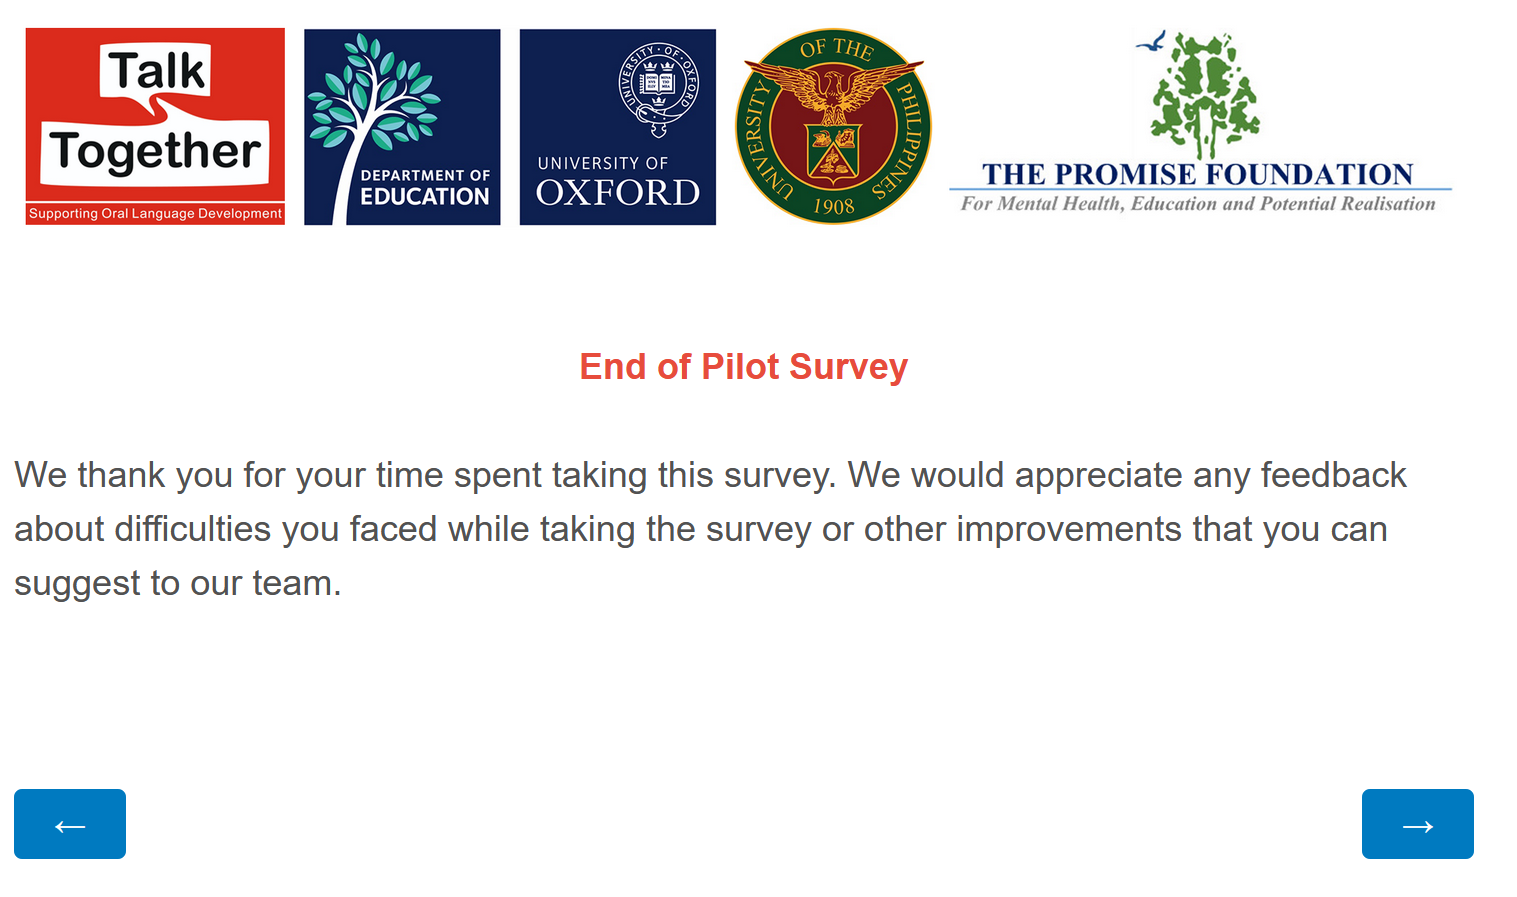 Talk
Together
Supporting Oral Language Development
DEPARTMENT OF
EDUCATION
UNIVERSITY OF OXFORD
UNIVERSITY OF
OXFORD
UNIVERSITY OF THE PHILIPPINES
1908
THE PROMISE FOUNDATION
For Mental Health, Education and Potential Realisation
End of Pilot Survey
We thank you for your time spent taking this survey. We would appreciate any feedback
about difficulties you faced while taking the survey or other improvements that you can
suggest to our team.
←
→